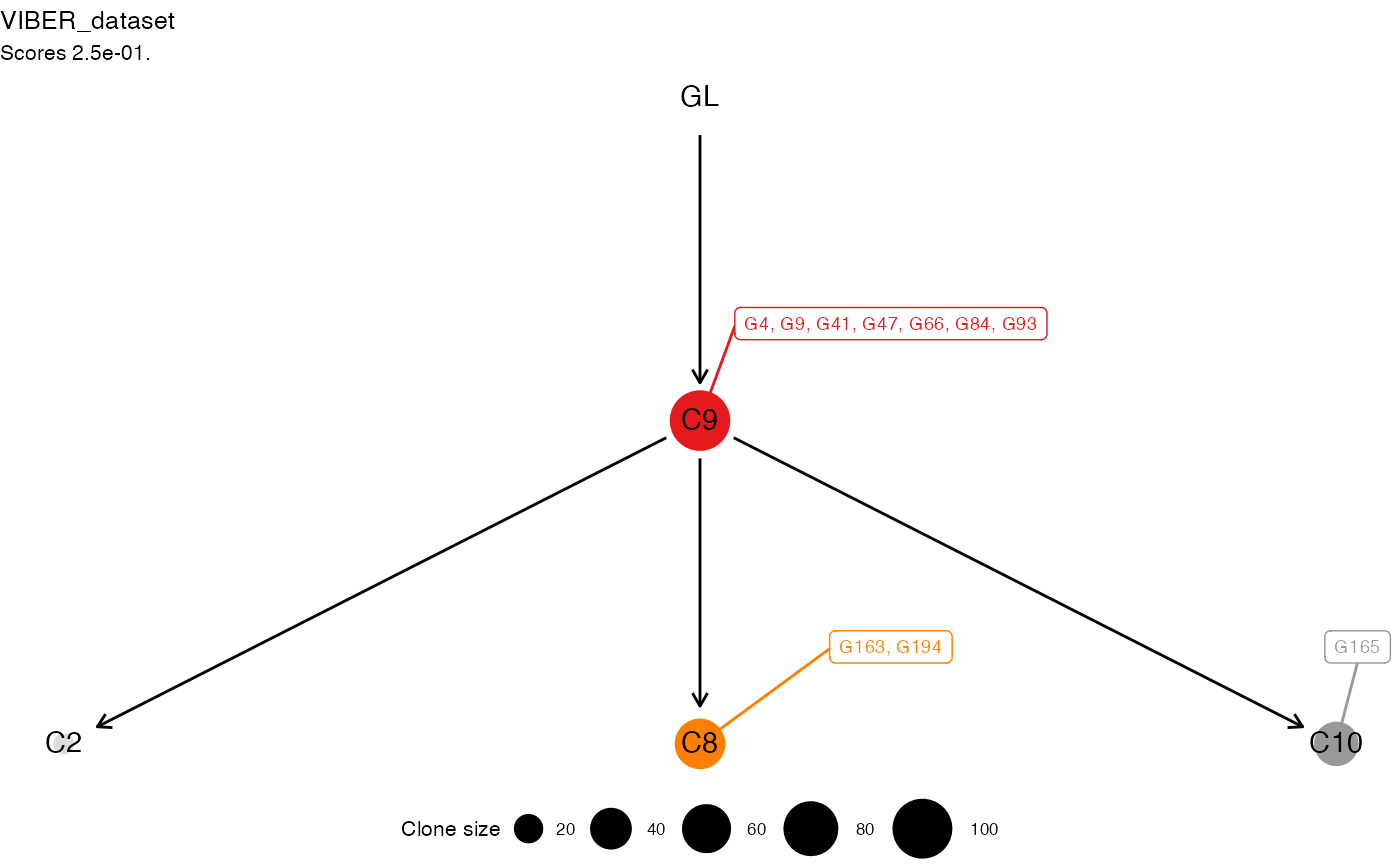 VIBER_dataset
Scores 2.5e-01.
GL
G4, G9, G41, G47, G66, G84, G93
C9
G163, G194
G165
C2
C8
C10
Clone size 20 40 60 80 100